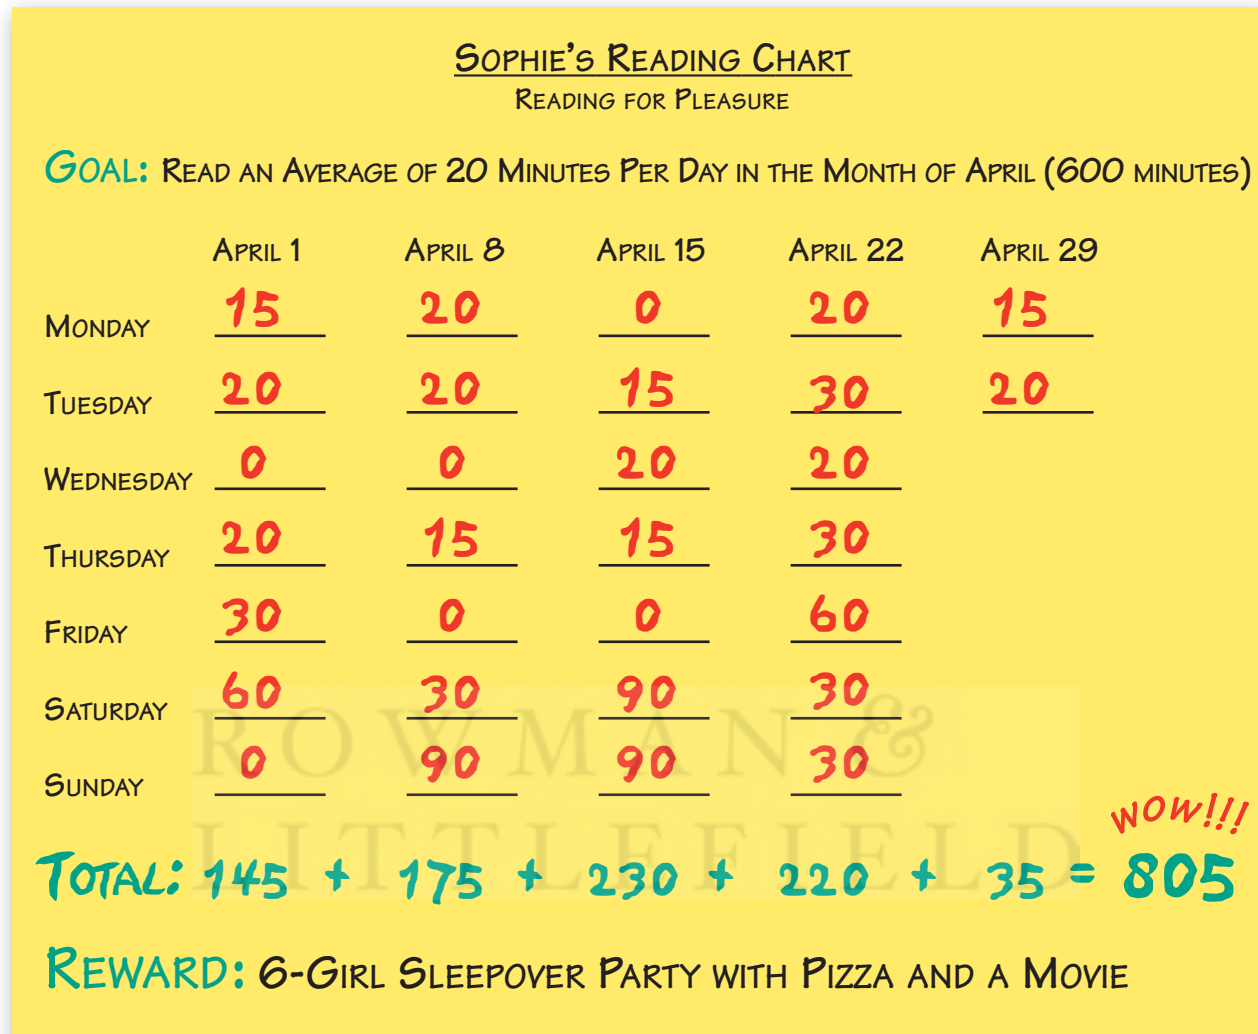 Sophie's Reading Chart
Reading for Pleasure
Goal: Read an Average of 20 Minutes Per Day in the Month of April (600 minutes)
April 1 April 8 April 15 April 22 April 29
Monday 15 20 0 20 15
Tuesday 20 20 15 30 20
Wednesday 0 0 20 20
Thursday 20 15 15 30
Friday 30 0 0 60
Saturday 60 30 90 30
ROWMAN &
Sunday 0 90 90 30
wow!!!
LITTLEFIELD
Total: 145 + 175 + 230 + 220 + 35 = 805
Reward: 6-Girl Sleepover Party with Pizza and a Movie